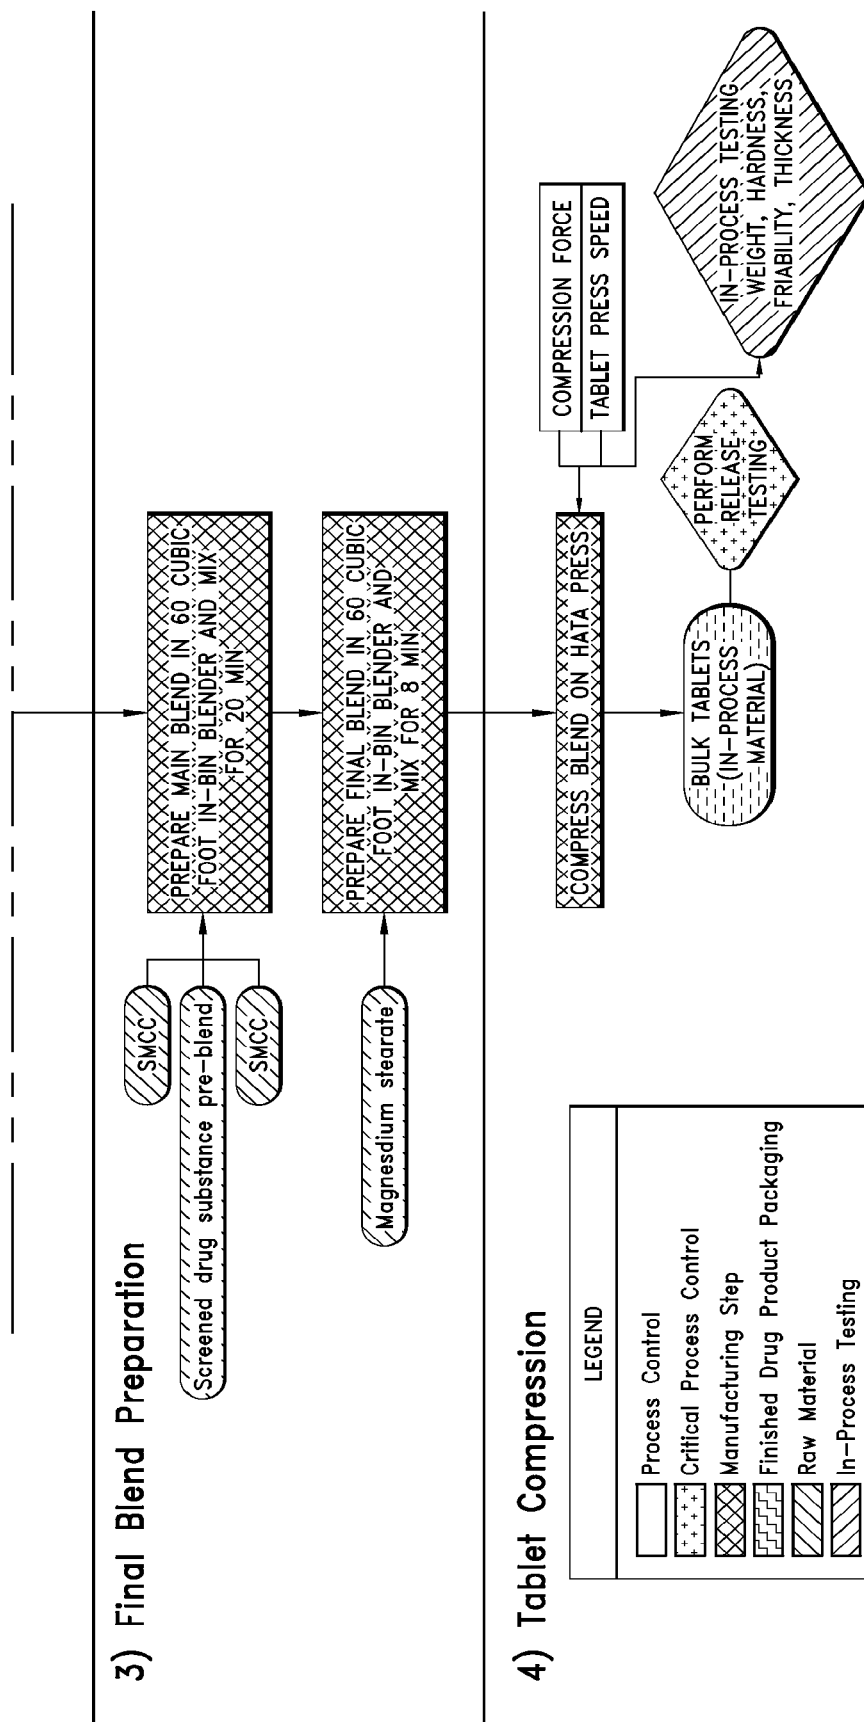 3) Final Blend Preparation
SMCC
Screened drug substance pre-blend
SMCC
PREPARE MAIN BLEND IN 60 CUBIC
FOOT IN-BIN BLENDER AND MIX
FOR 20 MIN
Magnesdium stearate
PREPARE FINAL BLEND IN 60 CUBIC
FOOT IN-BIN BLENDER AND
MIX FOR 8 MIN
4) Tablet Compression
COMPRESSION FORCE
TABLET PRESS SPEED
COMPRESS BLEND ON HATA PRESS
IN-PROCESS TESTING
WEIGHT, HARDNESS,
FRIABILITY, THICKNESS
BULK TABLETS
(IN-PROCESS
MATERIAL)
PERFORM
RELEASE
TESTING
LEGEND
Process Control
Critical Process Control
Manufacturing Step
Finished Drug Product Packaging
Raw Material
In-Process Testing